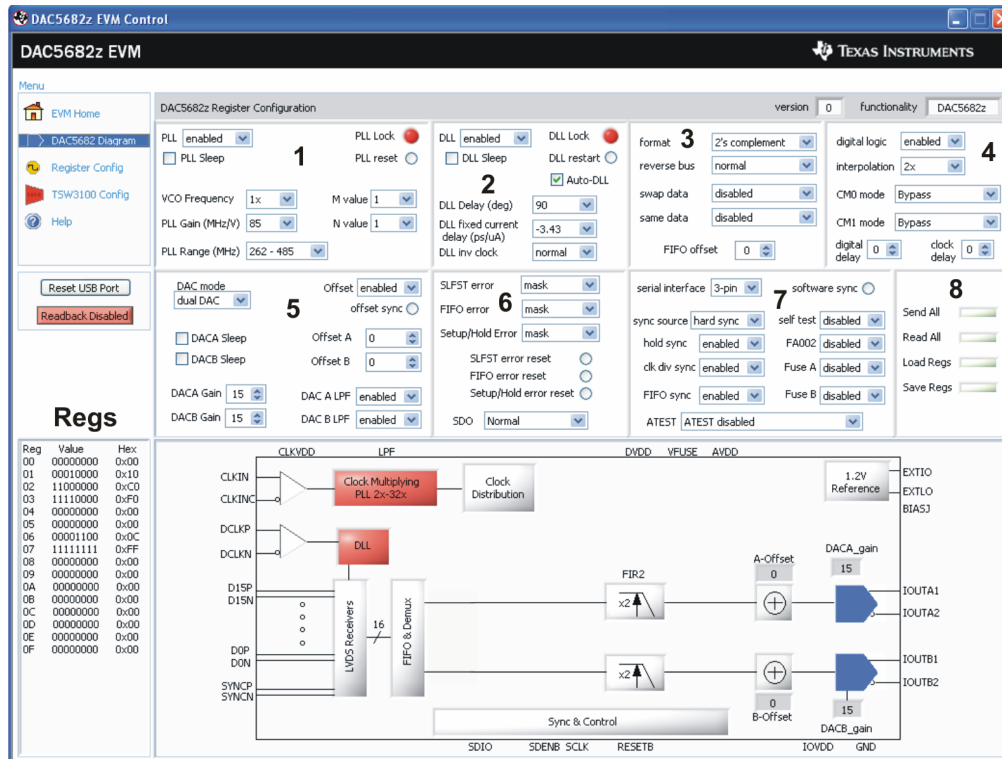 DAC5682z EVM Control
DAC5682z EVM
TEXAS INSTRUMENTS
Menu
EVM Home
DAC5682 Diagram
Register Config
TSW3100 Config
Help
Reset USB Port
Readback Disabled
DAC5682z Register Configuration
version 0 functionality DAC5682z
PLL enabled PLL Lock
PLL Sleep PLL reset
1
VCO Frequency 1x M value 1
PLL Gain (MHz/V) 85 N value 1
PLL Range (MHz) 262 - 485
DLL enabled DLL Lock
DLL Sleep DLL restart
Auto-DLL
2
DLL Delay (deg) 90
DLL fixed current delay (ps/uA) -3.43
DLL inv clock normal
3
format 2's complement
reverse bus normal
swap data disabled
same data disabled
FIFO offset 0
4
digital logic enabled
interpolation 2x
CM0 mode Bypass
CM1 mode Bypass
digital delay 0 clock delay 0
5
DAC mode
dual DAC
Offset enabled
offset sync
DACA Sleep Offset A 0
DACB Sleep Offset B 0
DACA Gain 15 DAC A LPF enabled
DACB Gain 15 DAC B LPF enabled
6
SLFST error mask
FIFO error mask
Setup/Hold Error mask
SLFST error reset
FIFO error reset
Setup/Hold error reset
SDO Normal
7
serial interface 3-pin software sync
sync source hard sync self test disabled
hold sync enabled FA002 disabled
clk div sync enabled Fuse A disabled
FIFO sync enabled Fuse B disabled
ATEST ATEST disabled
8
Send All
Read All
Load Regs
Save Regs
Regs
Reg Value Hex
00 00000000 0x00
01 00010000 0x10
02 11000000 0xC0
03 11110000 0xF0
04 00000000 0x00
05 00000000 0x00
06 00001100 0x0C
07 11111111 0xFF
08 00000000 0x00
09 00000000 0x00
0A 00000000 0x00
0B 00000000 0x00
0C 00000000 0x00
0D 00000000 0x00
0E 00000000 0x00
0F 00000000 0x00
CLKVDD LPF DVDD VFUSE AVDD
CLKIN
CLKINC
Clock Multiplying
PLL 2x-32x
Clock
Distribution
1.2V
Reference
EXTIO
EXTLO
BIASJ
DCLKP
DCLKN
DLL
D15P
D15N
D0P
D0N
SYNCP
SYNCN
LVDS Receivers
16
FIFO & Demux
FIR2
x2
x2
A-Offset
0
DACA_gain
15
IOUTA1
IOUTA2
IOUTB1
IOUTB2
0
B-Offset
15
DACB_gain
Sync & Control
SDIO SDENB SCLK RESETB IOVDD GND